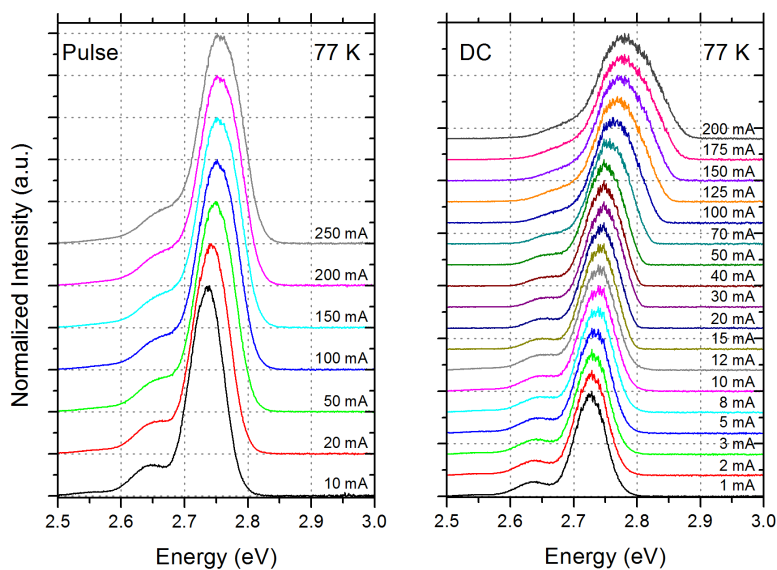 Pulse 77 K
250 mA
200 mA
150 mA
100 mA
50 mA
20 mA
10 mA
2.5 2.6 2.7 2.8 2.9 3.0
Energy (eV)
Normalized Intensity (a.u.)
DC 77 K
200 mA
175 mA
150 mA
125 mA
100 mA
70 mA
50 mA
40 mA
30 mA
20 mA
15 mA
12 mA
10 mA
8 mA
5 mA
3 mA
2 mA
1 mA
2.5 2.6 2.7 2.8 2.9 3.0
Energy (eV)